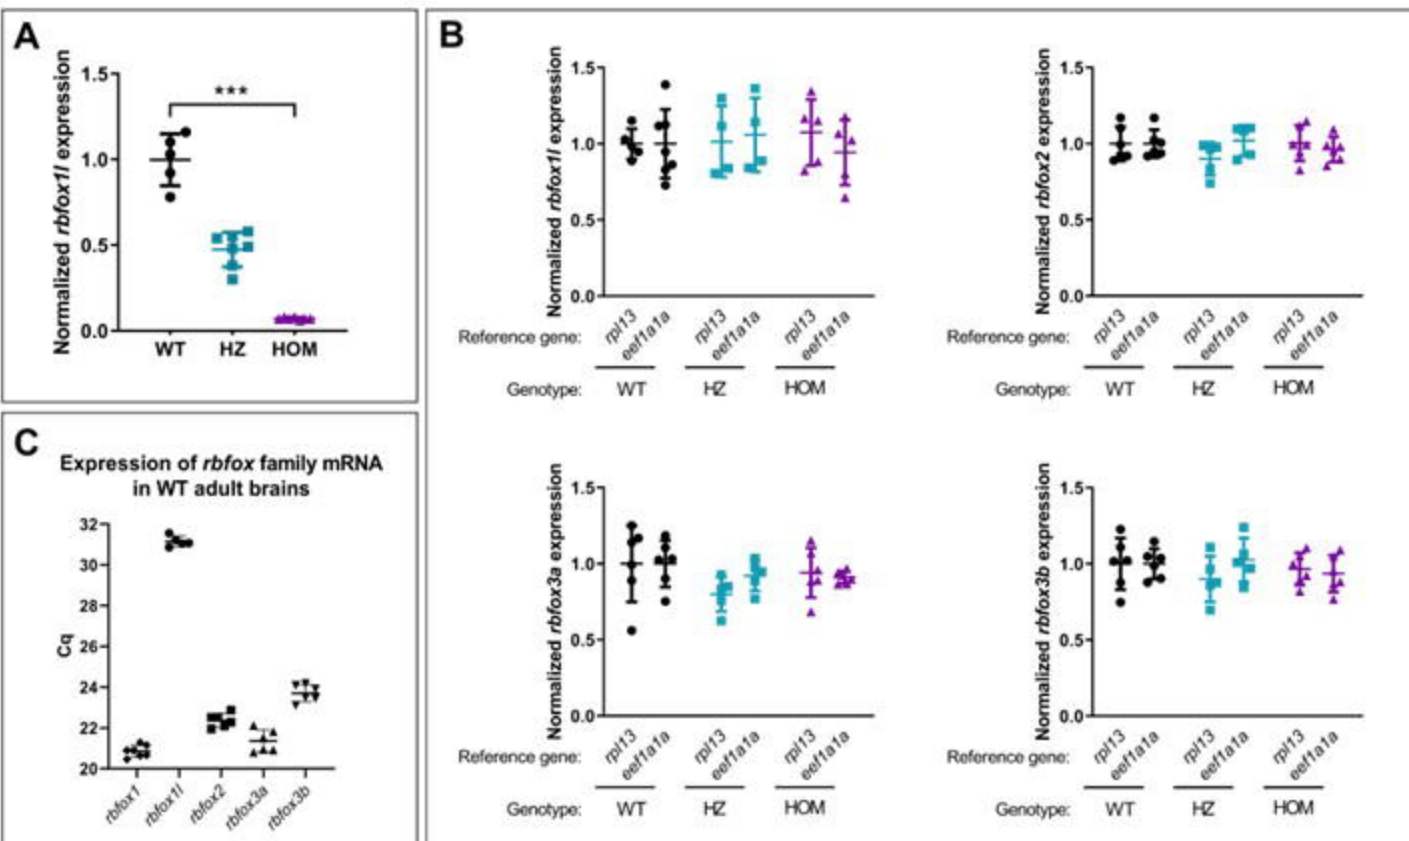 A
Normalized rbfox1l expression
1.5
1.0
0.5
0.0
***
WT HZ HOM
B
Normalized rbfox1l expression
1.5
1.0
0.5
0.0
Reference gene: rpl13 eef1a1a rpl13 eef1a1a rpl13 eef1a1a
Genotype: WT HZ HOM
Normalized rbfox2 expression
1.5
1.0
0.5
0.0
Reference gene: rpl13 eef1a1a rpl13 eef1a1a rpl13 eef1a1a
Genotype: WT HZ HOM
Normalized rbfox3a expression
1.5
1.0
0.5
0.0
Reference gene: rpl13 eef1a1a rpl13 eef1a1a rpl13 eef1a1a
Genotype: WT HZ HOM
Normalized rbfox3b expression
1.5
1.0
0.5
0.0
Reference gene: rpl13 eef1a1a rpl13 eef1a1a rpl13 eef1a1a
Genotype: WT HZ HOM
C
Expression of rbfox family mRNA
in WT adult brains
Cq
32
30
28
26
24
22
20
rbfox1 rbfox1l rbfox2 rbfox3a rbfox3b